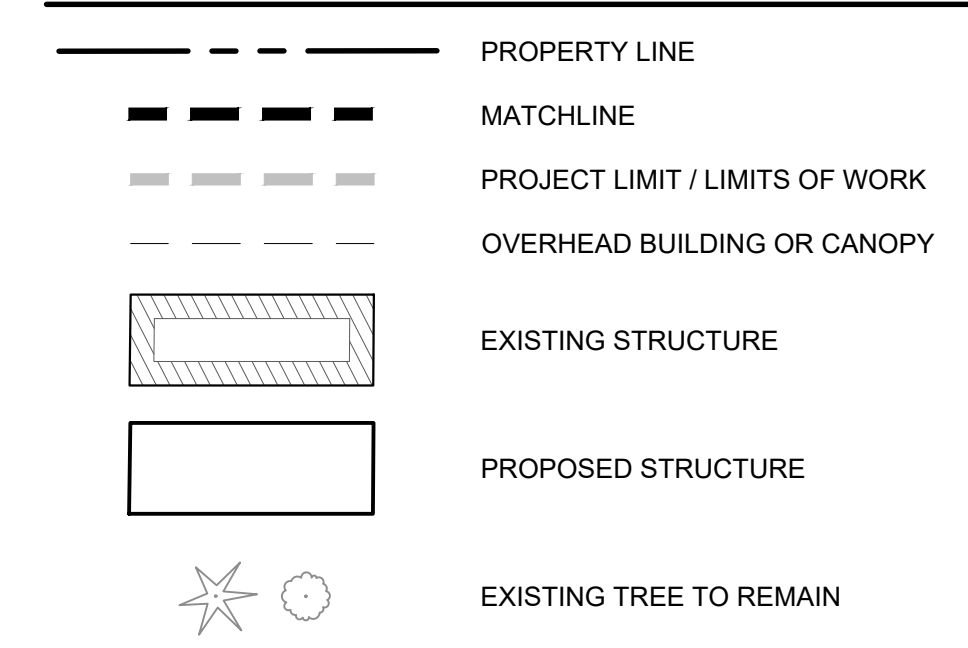 PROPERTY LINE
MATCHLINE
PROJECT LIMIT / LIMITS OF WORK
OVERHEAD BUILDING OR CANOPY
EXISTING STRUCTURE
PROPOSED STRUCTURE
EXISTING TREE TO REMAIN